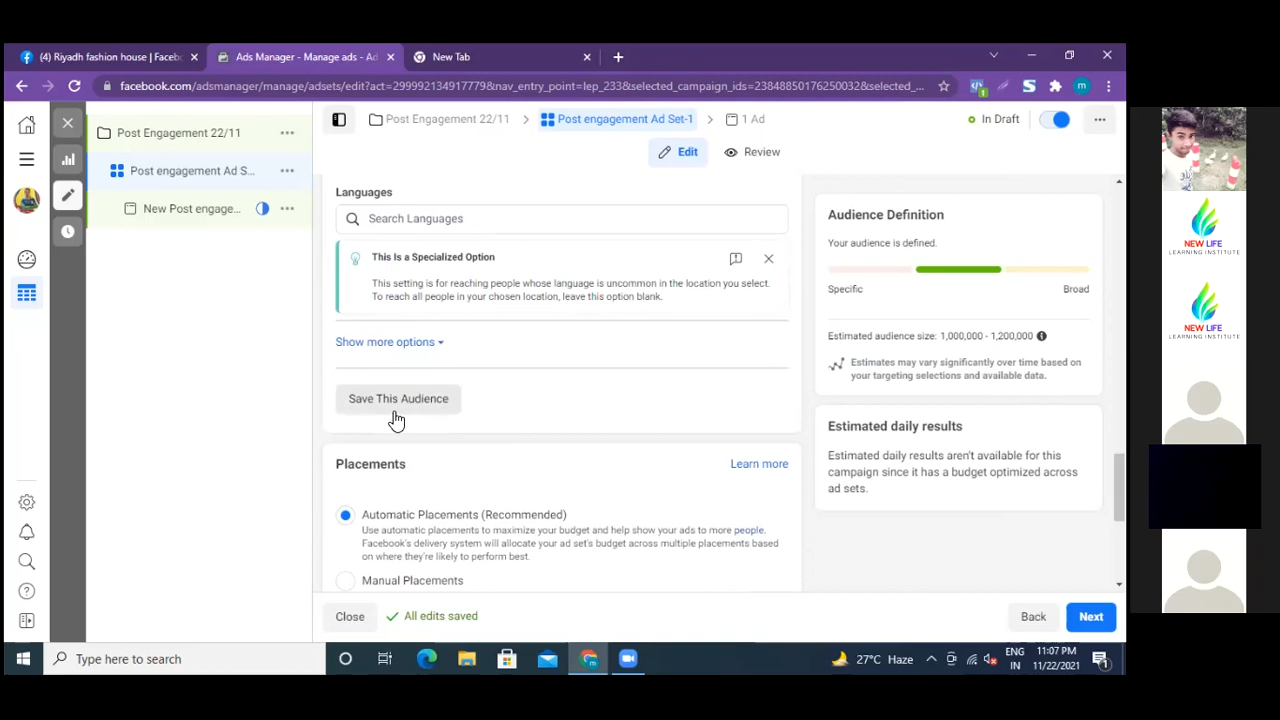 (4) Riyadh fashion house | Faceb
Ads Manager - Manage ads - Ad
New Tab
facebook.com/adsmanager/manage/adsets/edit?act=299992134917779&nav_entry_point=lep_233&selected_campaign_ids=23848850176250032&selected_...
m
Post Engagement 22/11
Post engagement Ad S...
New Post engage...
Post Engagement 22/11
Post engagement Ad Set-1
1 Ad
In Draft
Edit
Review
Languages
Search Languages
This Is a Specialized Option
This setting is for reaching people whose language is uncommon in the location you select.
To reach all people in your chosen location, leave this option blank.
Show more options
Save This Audience
Placements
Learn more
Automatic Placements (Recommended)
Use automatic placements to maximize your budget and help show your ads to more people.
Facebook's delivery system will allocate your ad set's budget across multiple placements based
on where they're likely to perform best.
Manual Placements
Audience Definition
Your audience is defined.
Specific
Broad
Estimated audience size: 1,000,000 - 1,200,000
Estimates may vary significantly over time based on
your targeting selections and available data.
Estimated daily results
Estimated daily results aren't available for this
campaign since it has a budget optimized across
ad sets.
Close
All edits saved
Back
Next
NEW LIFE
LEARNING INSTITUTE
NEW LIFE
LEARNING INSTITUTE
Type here to search
27°C Haze
ENG
IN
11:07 PM
11/22/2021
1